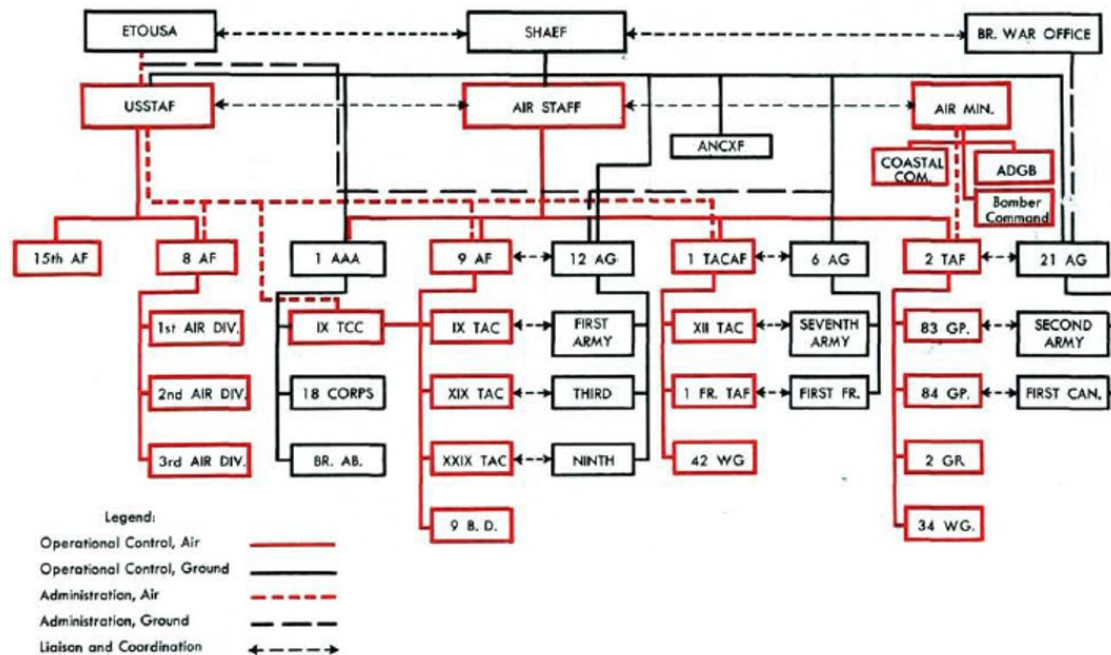 ETOUSA
SHAEF
BR. WAR OFFICE
USSTAF
AIR STAFF
AIR MIN.
ANCXF
COASTAL
COM.
ADGB
Bomber
Command
15th AF
8 AF
1 AAA
9 AF
12 AG
1 TACAF
6 AG
2 TAF
21 AG
1st AIR DIV.
IX TCC
IX TAC
FIRST
ARMY
XII TAC
SEVENTH
ARMY
83 GP.
SECOND
ARMY
2nd AIR DIV.
18 CORPS
XIX TAC
THIRD
1 FR. TAF
FIRST FR.
84 GP.
FIRST CAN.
3rd AIR DIV.
BR. AB.
XXIX TAC
NINTH
42 WG
2 GP.
9 B. D.
34 WG.
Legend:
Operational Control, Air
Operational Control, Ground
Administration, Air
Administration, Ground
Liaison and Coordination